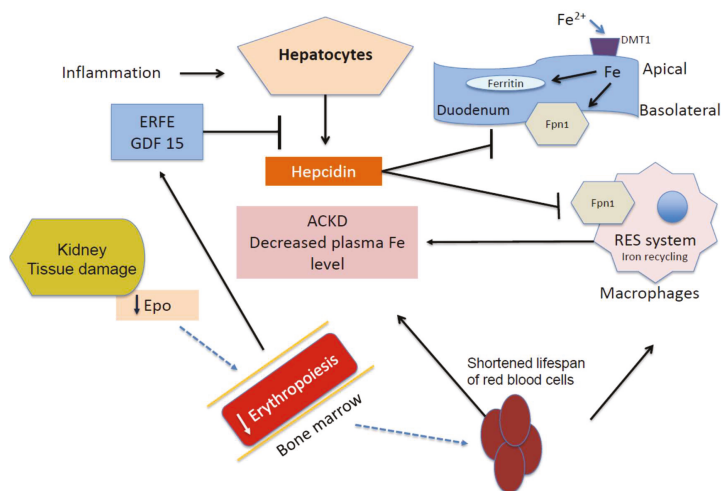 Fe²⁺
DMT1
Hepatocytes
Inflammation
Fe
Apical
Ferritin
Duodenum
Basolateral
Fpn1
ERFE
GDF 15
Hepcidin
Fpn1
ACKD
Decreased plasma Fe
level
RES system
Iron recycling
Macrophages
Kidney
Tissue damage
↓ Epo
Shortened lifespan
of red blood cells
↓ Erythropoiesis
Bone marrow